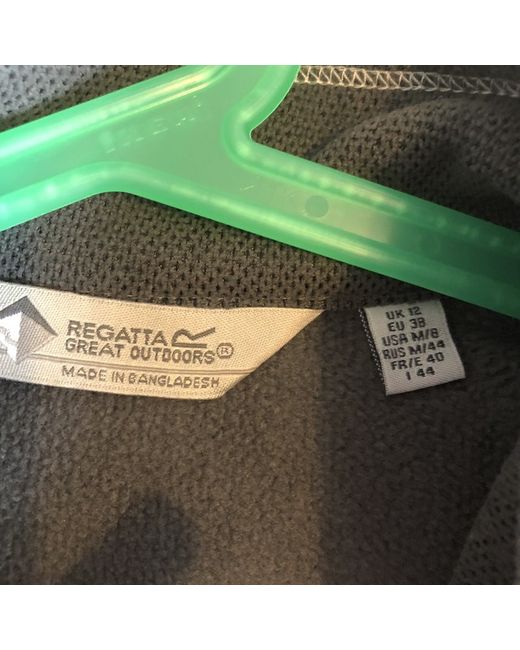 REGATTA
GREAT OUTDOORS®
MADE IN BANGLADESH
UK 12
EU 38
USA M/8
RUS M/44
FR/E 40
I 44